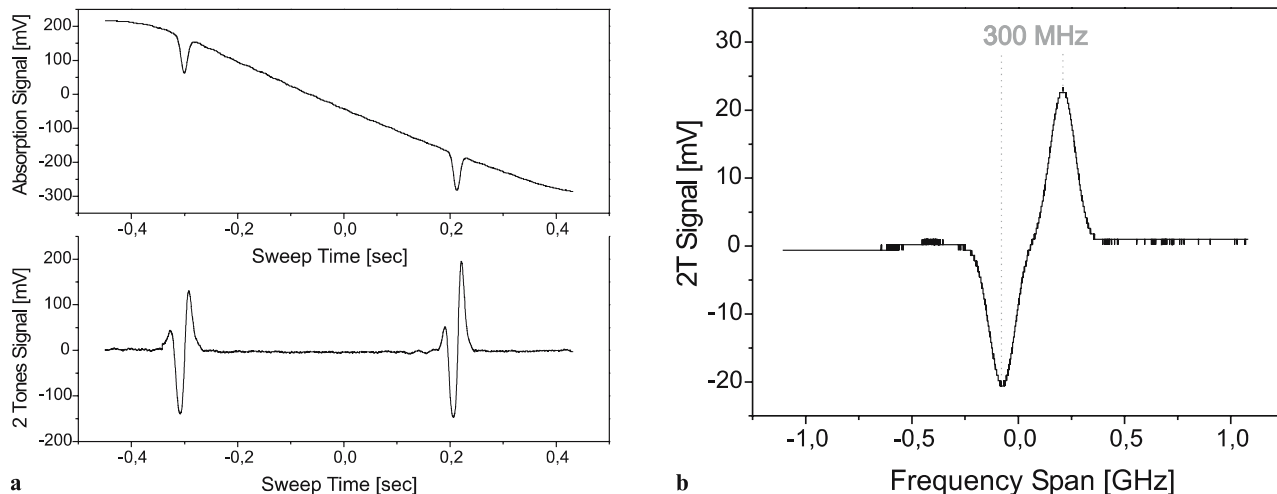 Absorption Signal [mV]
200
100
0
-100
-200
-300
-0,4 -0,2 0,0 0,2 0,4
Sweep Time [sec]
2 Tones Signal [mV]
200
100
0
-100
-200
-0,4 -0,2 0,0 0,2 0,4
Sweep Time [sec]
a
300 MHz
2T Signal [mV]
30
20
10
0
-10
-20
-1,0 -0,5 0,0 0,5 1,0
Frequency Span [GHz]
b